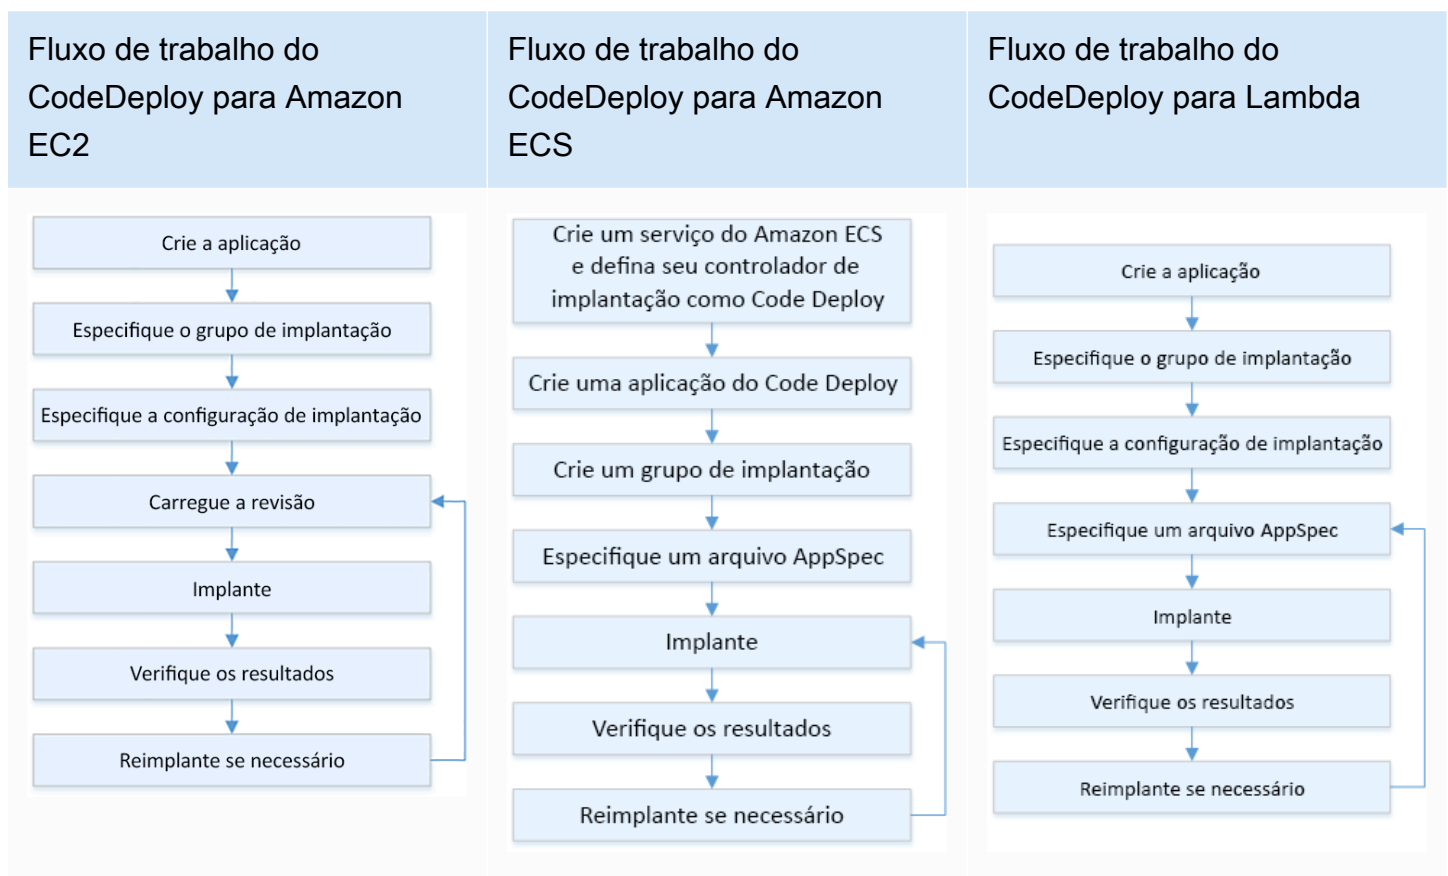 Fluxo de trabalho do
CodeDeploy para Amazon
EC2
Fluxo de trabalho do
CodeDeploy para Amazon
ECS
Fluxo de trabalho do
CodeDeploy para Lambda
Crie a aplicação
Especifique o grupo de implantação
Especifique a configuração de implantação
Carregue a revisão
Implante
Verifique os resultados
Reimplante se necessário
Crie um serviço do Amazon ECS
e defina seu controlador de
implantação como Code Deploy
Crie uma aplicação do Code Deploy
Crie um grupo de implantação
Especifique um arquivo AppSpec
Implante
Verifique os resultados
Reimplante se necessário
Crie a aplicação
Especifique o grupo de implantação
Especifique a configuração de implantação
Especifique um arquivo AppSpec
Implante
Verifique os resultados
Reimplante se necessário